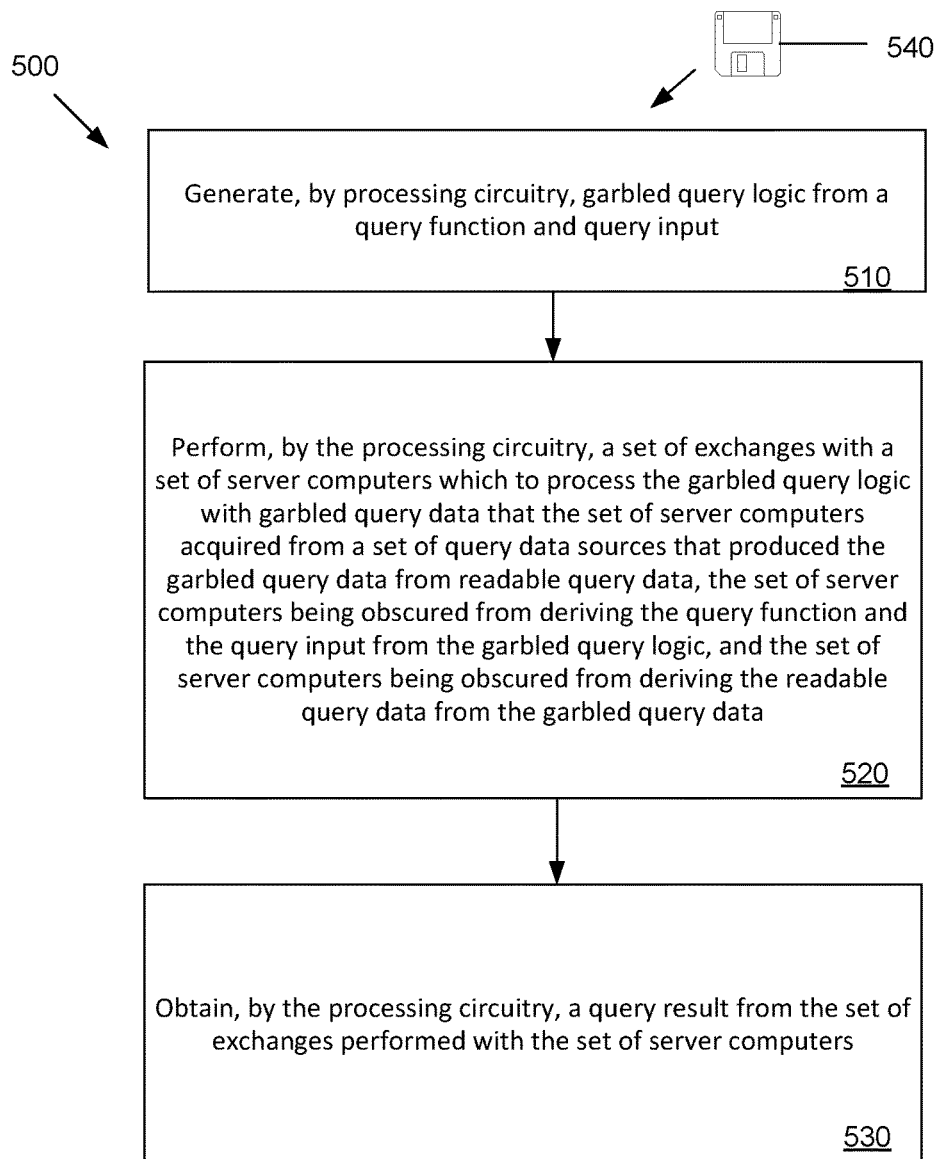 540
500
Generate, by processing circuitry, garbled query logic from a
query function and query input
510
Perform, by the processing circuitry, a set of exchanges with a
set of server computers which to process the garbled query logic
with garbled query data that the set of server computers
acquired from a set of query data sources that produced the
garbled query data from readable query data, the set of server
computers being obscured from deriving the query function and
the query input from the garbled query logic, and the set of
server computers being obscured from deriving the readable
query data from the garbled query data
520
Obtain, by the processing circuitry, a query result from the set of
exchanges performed with the set of server computers
530